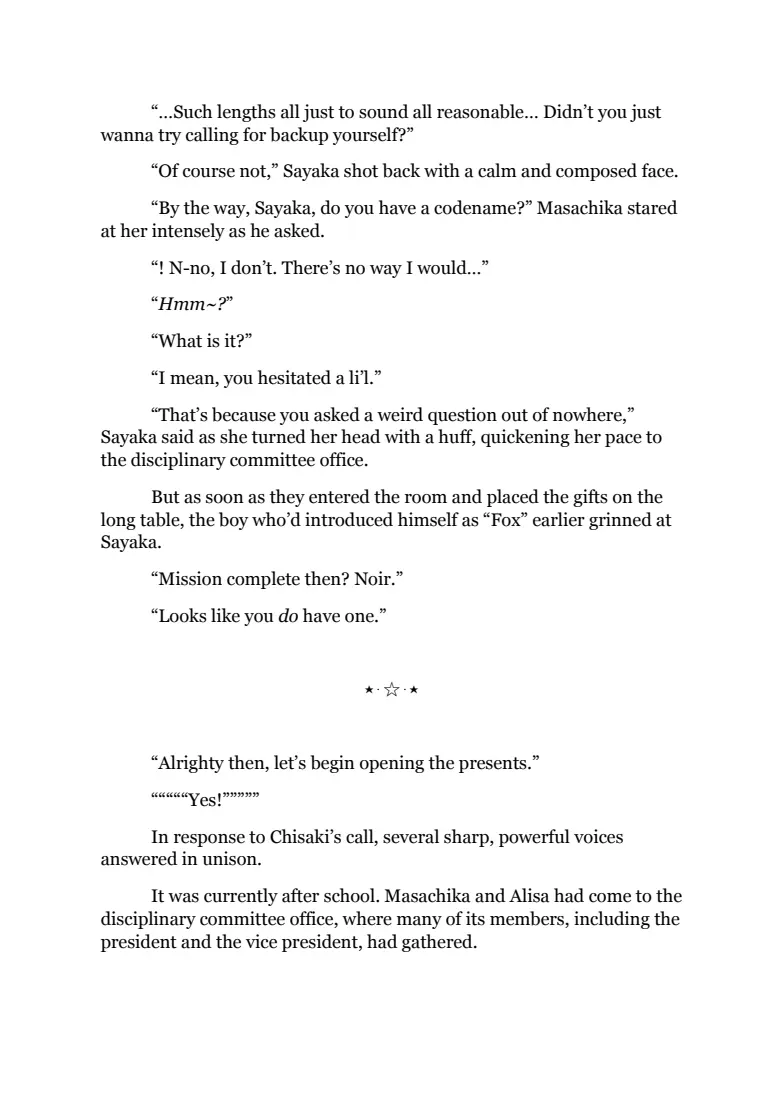 “…Such lengths all just to sound all reasonable… Didn’t you just
wanna try calling for backup yourself?”
“Of course not,” Sayaka shot back with a calm and composed face.
“By the way, Sayaka, do you have a codename?” Masachika stared
at her intensely as he asked.
“! N-no, I don’t. There’s no way I would…”
“Hmm~?”
“What is it?”
“I mean, you hesitated a li’l.”
“That’s because you asked a weird question out of nowhere,”
Sayaka said as she turned her head with a huff, quickening her pace to
the disciplinary committee office.
But as soon as they entered the room and placed the gifts on the
long table, the boy who’d introduced himself as “Fox” earlier grinned at
Sayaka.
“Mission complete then? Noir.”
“Looks like you do have one.”
★·☆·★
“Alrighty then, let’s begin opening the presents.”
“““““Yes!”””””
In response to Chisaki’s call, several sharp, powerful voices
answered in unison.
It was currently after school. Masachika and Alisa had come to the
disciplinary committee office, where many of its members, including the
president and the vice president, had gathered.